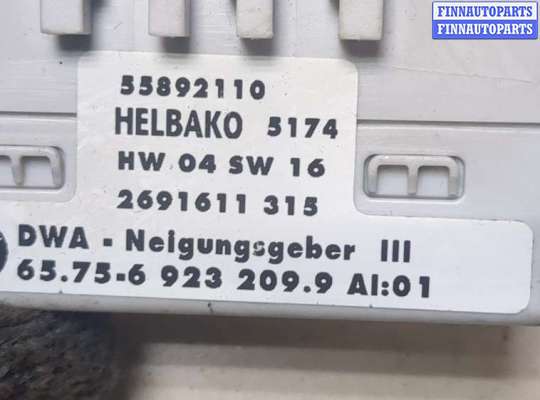 FINNAUTOPARTS
FINNAUTOPARTS
55892110
HELBAKO 5174
HW 04 SW 16
2691611 315
DWA - Neigungsgeber III
65.75-6 923 209.9 AI:01